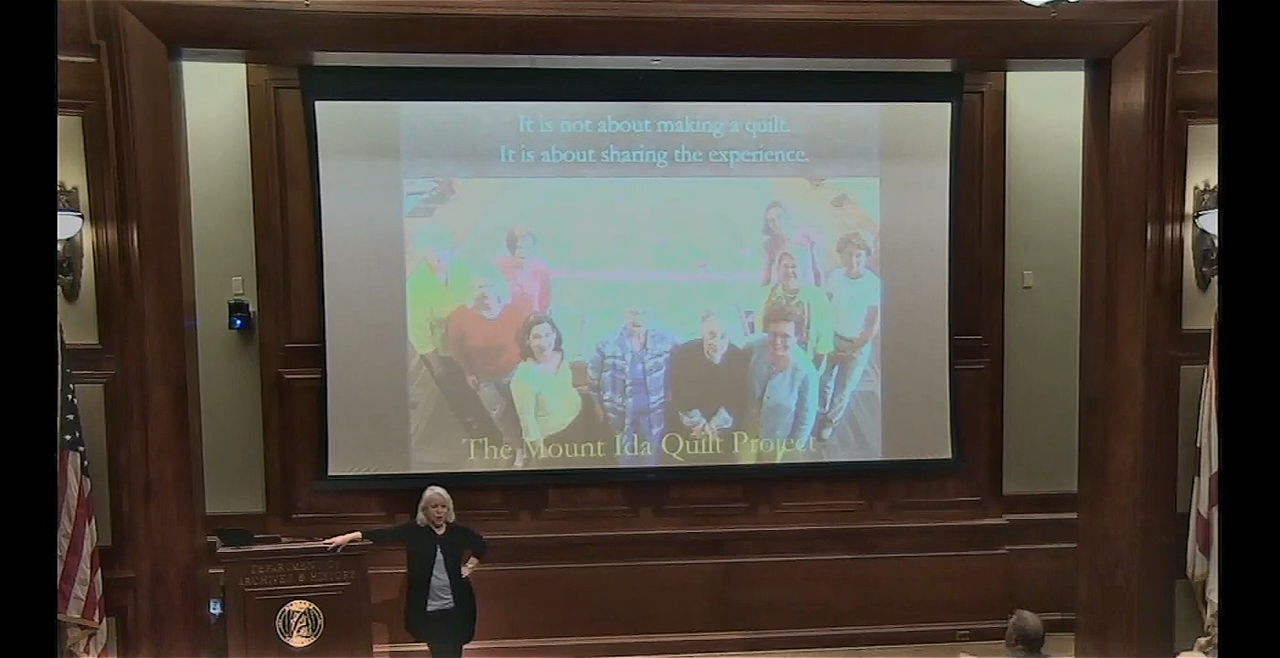 It is not about making a quilt.
It is about sharing the experience.
The Mount Ida Quilt Project
DEPARTMENT OF
ARCHIVES & HISTORY